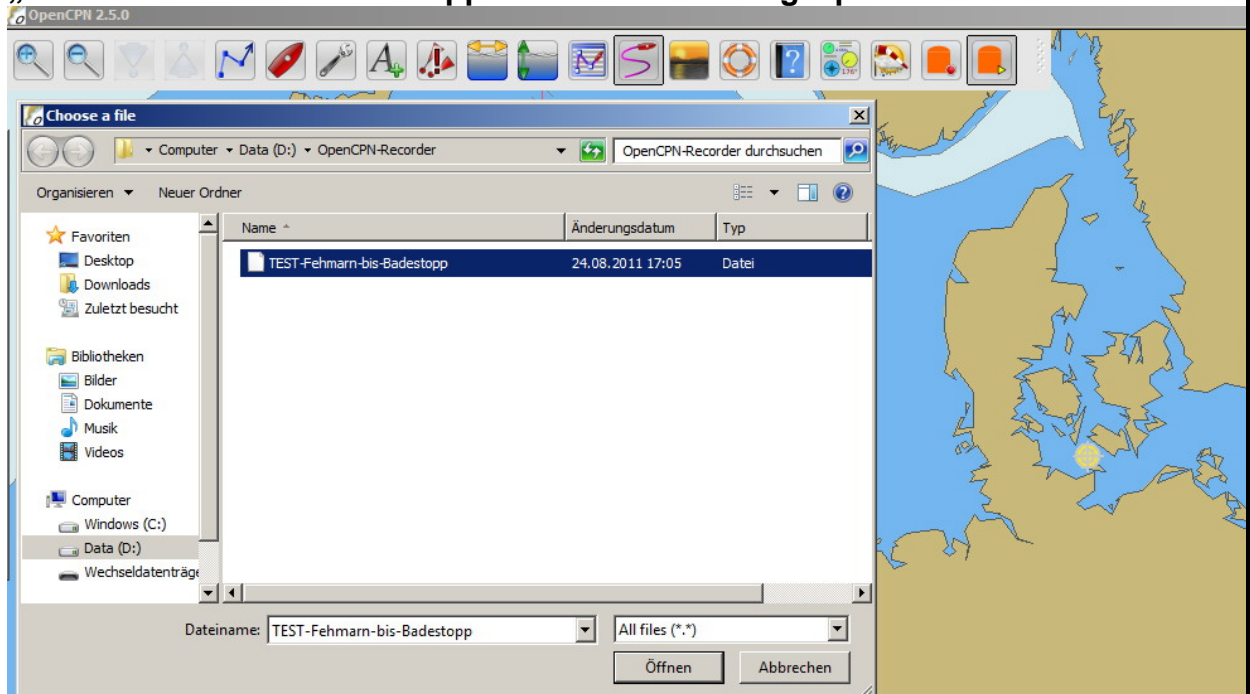 OpenCPN 2.5.0
Choose a file
Computer Data (D:) OpenCPN-Recorder
OpenCPN-Recorder durchsuchen
Organisieren Neuer Ordner
Name Änderungsdatum Typ
TEST-Fehmarn-bis-Badestopp 24.08.2011 17:05 Datei
Favoriten
Desktop
Downloads
Zuletzt besucht
Bibliotheken
Bilder
Dokumente
Musik
Videos
Computer
Windows (C:)
Data (D:)
Wechseldatenträge
Dateiname: TEST-Fehmarn-bis-Badestopp All files (*.*)
Öffnen Abbrechen